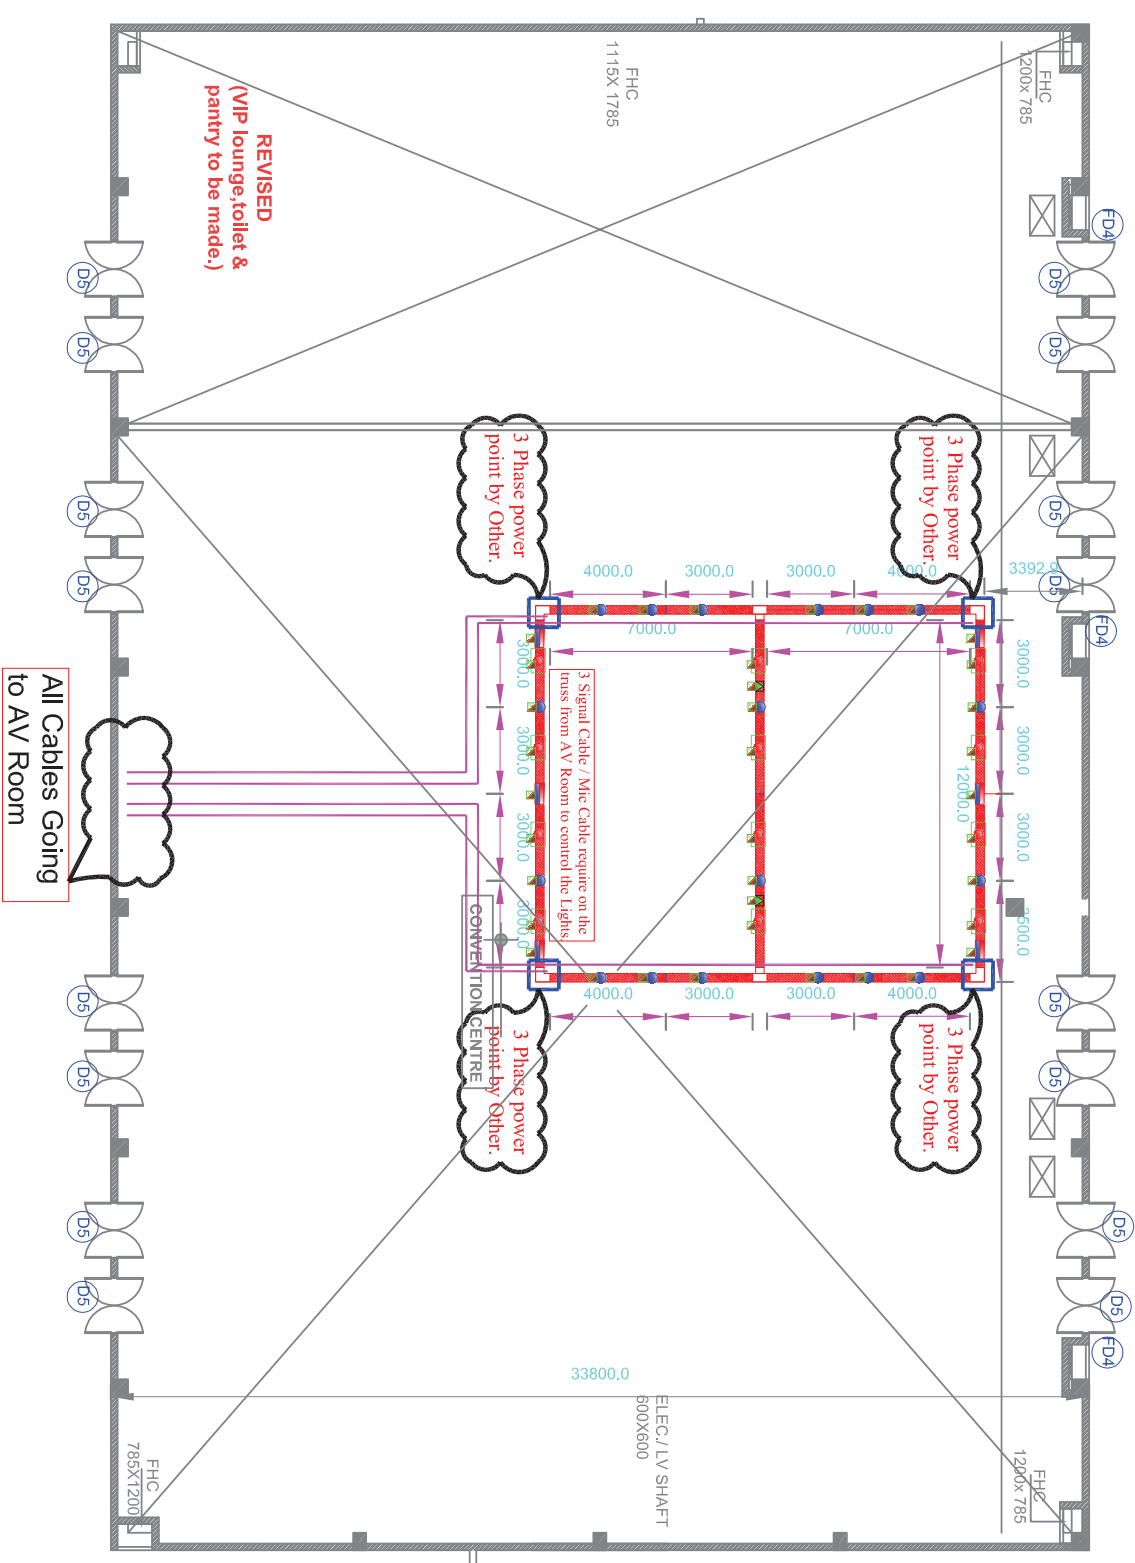 FHC
1115X 1785
FHC
1200x 785
REVISED
(VIP lounge,toilet &
pantry to be made.)
FD4
D5
D5
D5
D5
3 Phase power
point by Other.
3 Phase power
point by Other.
D5
D5
D5
D5
FD4
4000.0
3000.0
3000.0
4000.0
3392.9
7000.0
7000.0
3000.0
3000.0
3000.0
3000.0
3000.0
3000.0
3000.0
3500.0
12000.0
3 Signal Cable / Mic Cable require on the
truss from AV Room to control the Lights.
All Cables Going
to AV Room
CONVENTION CENTRE
4000.0
3000.0
3000.0
4000.0
3 Phase power
point by Other.
3 Phase power
point by Other.
D5
D5
D5
D5
D5
D5
D5
D5
FD4
33800.0
ELEC./ LV SHAFT
600X600
FHC
785X1200
FHC
1200x 785